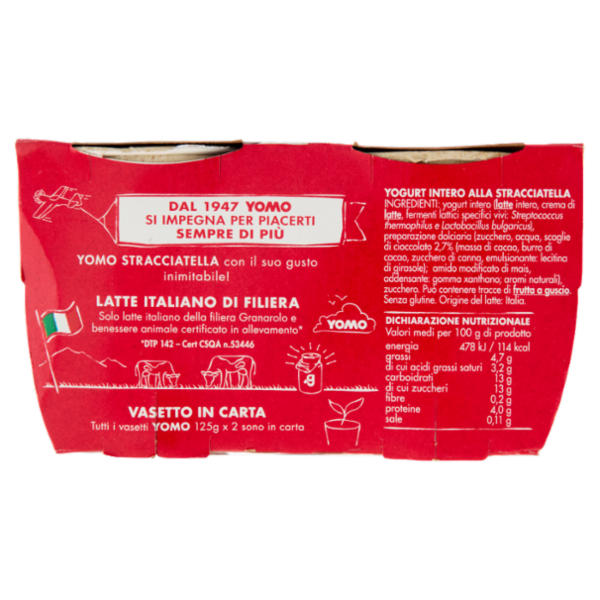 DAL 1947 YOMO
SI IMPEGNA PER PIACERTI
SEMPRE DI PIÙ
YOMO STRACCIATELLA con il suo gusto
inimitabile!
LATTE ITALIANO DI FILIERA
Solo latte italiano della filiera Granarolo e
benessere animale certificato in allevamento*
*DTP 142 – Cert CSQA n.53446
YOMO
g
VASETTO IN CARTA
Tutti i vasetti YOMO 125g x 2 sono in carta
YOGURT INTERO ALLA STRACCIATELLA
INGREDIENTI: yogurt intero (latte intero, crema di
latte, fermenti lattici specifici vivi: Streptococcus
thermophilus e Lactobacillus bulgaricus),
preparazione dolciaria (zucchero, acqua, scaglie
di cioccolato 2,7% (massa di cacao, burro di
cacao, zucchero di canna, emulsionante: lecitina
di girasole); amido modificato di mais,
addensante: gomma xanthano; aromi naturali),
zucchero. Può contenere tracce di frutta a guscio.
Senza glutine. Origine del latte: Italia.
DICHIARAZIONE NUTRIZIONALE
Valori medi per 100 g di prodotto
energia 478 kJ / 114 kcal
grassi 4,7 g
di cui acidi grassi saturi 3,2 g
carboidrati 13 g
di cui zuccheri 13 g
fibre 0,2 g
proteine 4,0 g
sale 0,11 g